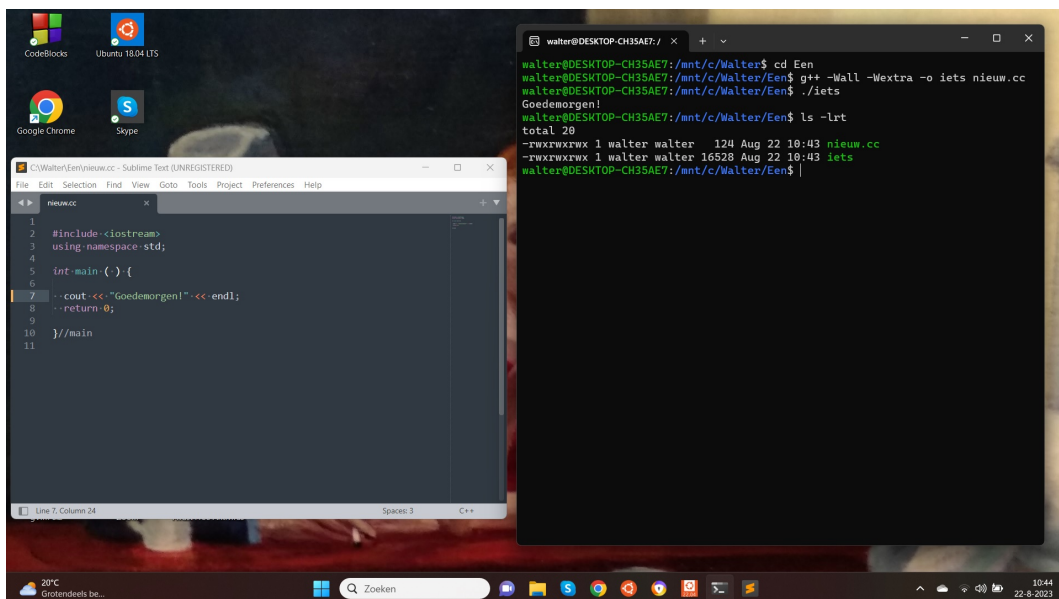 CodeBlocks
Ubuntu 18.04 LTS
Google Chrome
Skype
C:\Walter\Een\nieuw.cc - Sublime Text (UNREGISTERED)
File Edit Selection Find View Goto Tools Project Preferences Help
nieuw.cc
1
2 #include·<iostream>
3 using·namespace·std;
4
5 int·main·(·)·{
6
7 ··cout·<<·"Goedemorgen!"·<<·endl;
8 ··return·0;
9
10 }//main
11
Line 7, Column 24 Spaces: 3 C++
walter@DESKTOP-CH35AE7: /
walter@DESKTOP-CH35AE7:/mnt/c/Walter$ cd Een
walter@DESKTOP-CH35AE7:/mnt/c/Walter/Een$ g++ -Wall -Wextra -o iets nieuw.cc
walter@DESKTOP-CH35AE7:/mnt/c/Walter/Een$ ./iets
Goedemorgen!
walter@DESKTOP-CH35AE7:/mnt/c/Walter/Een$ ls -lrt
total 20
-rwxrwxrwx 1 walter walter   124 Aug 22 10:43 nieuw.cc
-rwxrwxrwx 1 walter walter 16528 Aug 22 10:43 iets
walter@DESKTOP-CH35AE7:/mnt/c/Walter/Een$
20°C
Grotendeels be...
Zoeken
10:44
22-8-2023